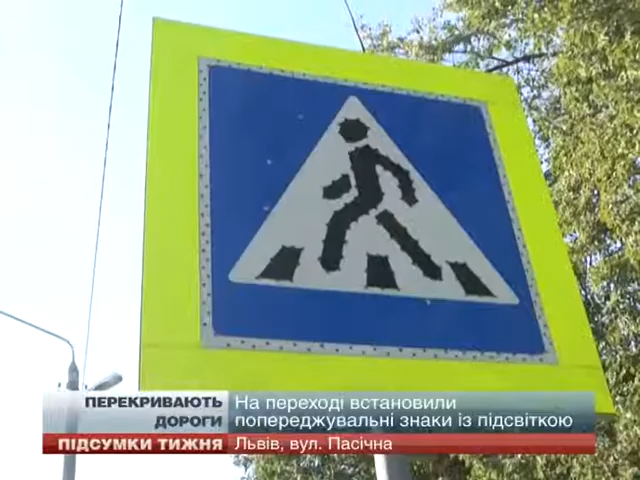 ПЕРЕКРИВАЮТЬ
ДОРОГИ
На переході встановили
попереджувальні знаки із підсвіткою
ПІДСУМКИ ТИЖНЯ
Львів, вул. Пасічна